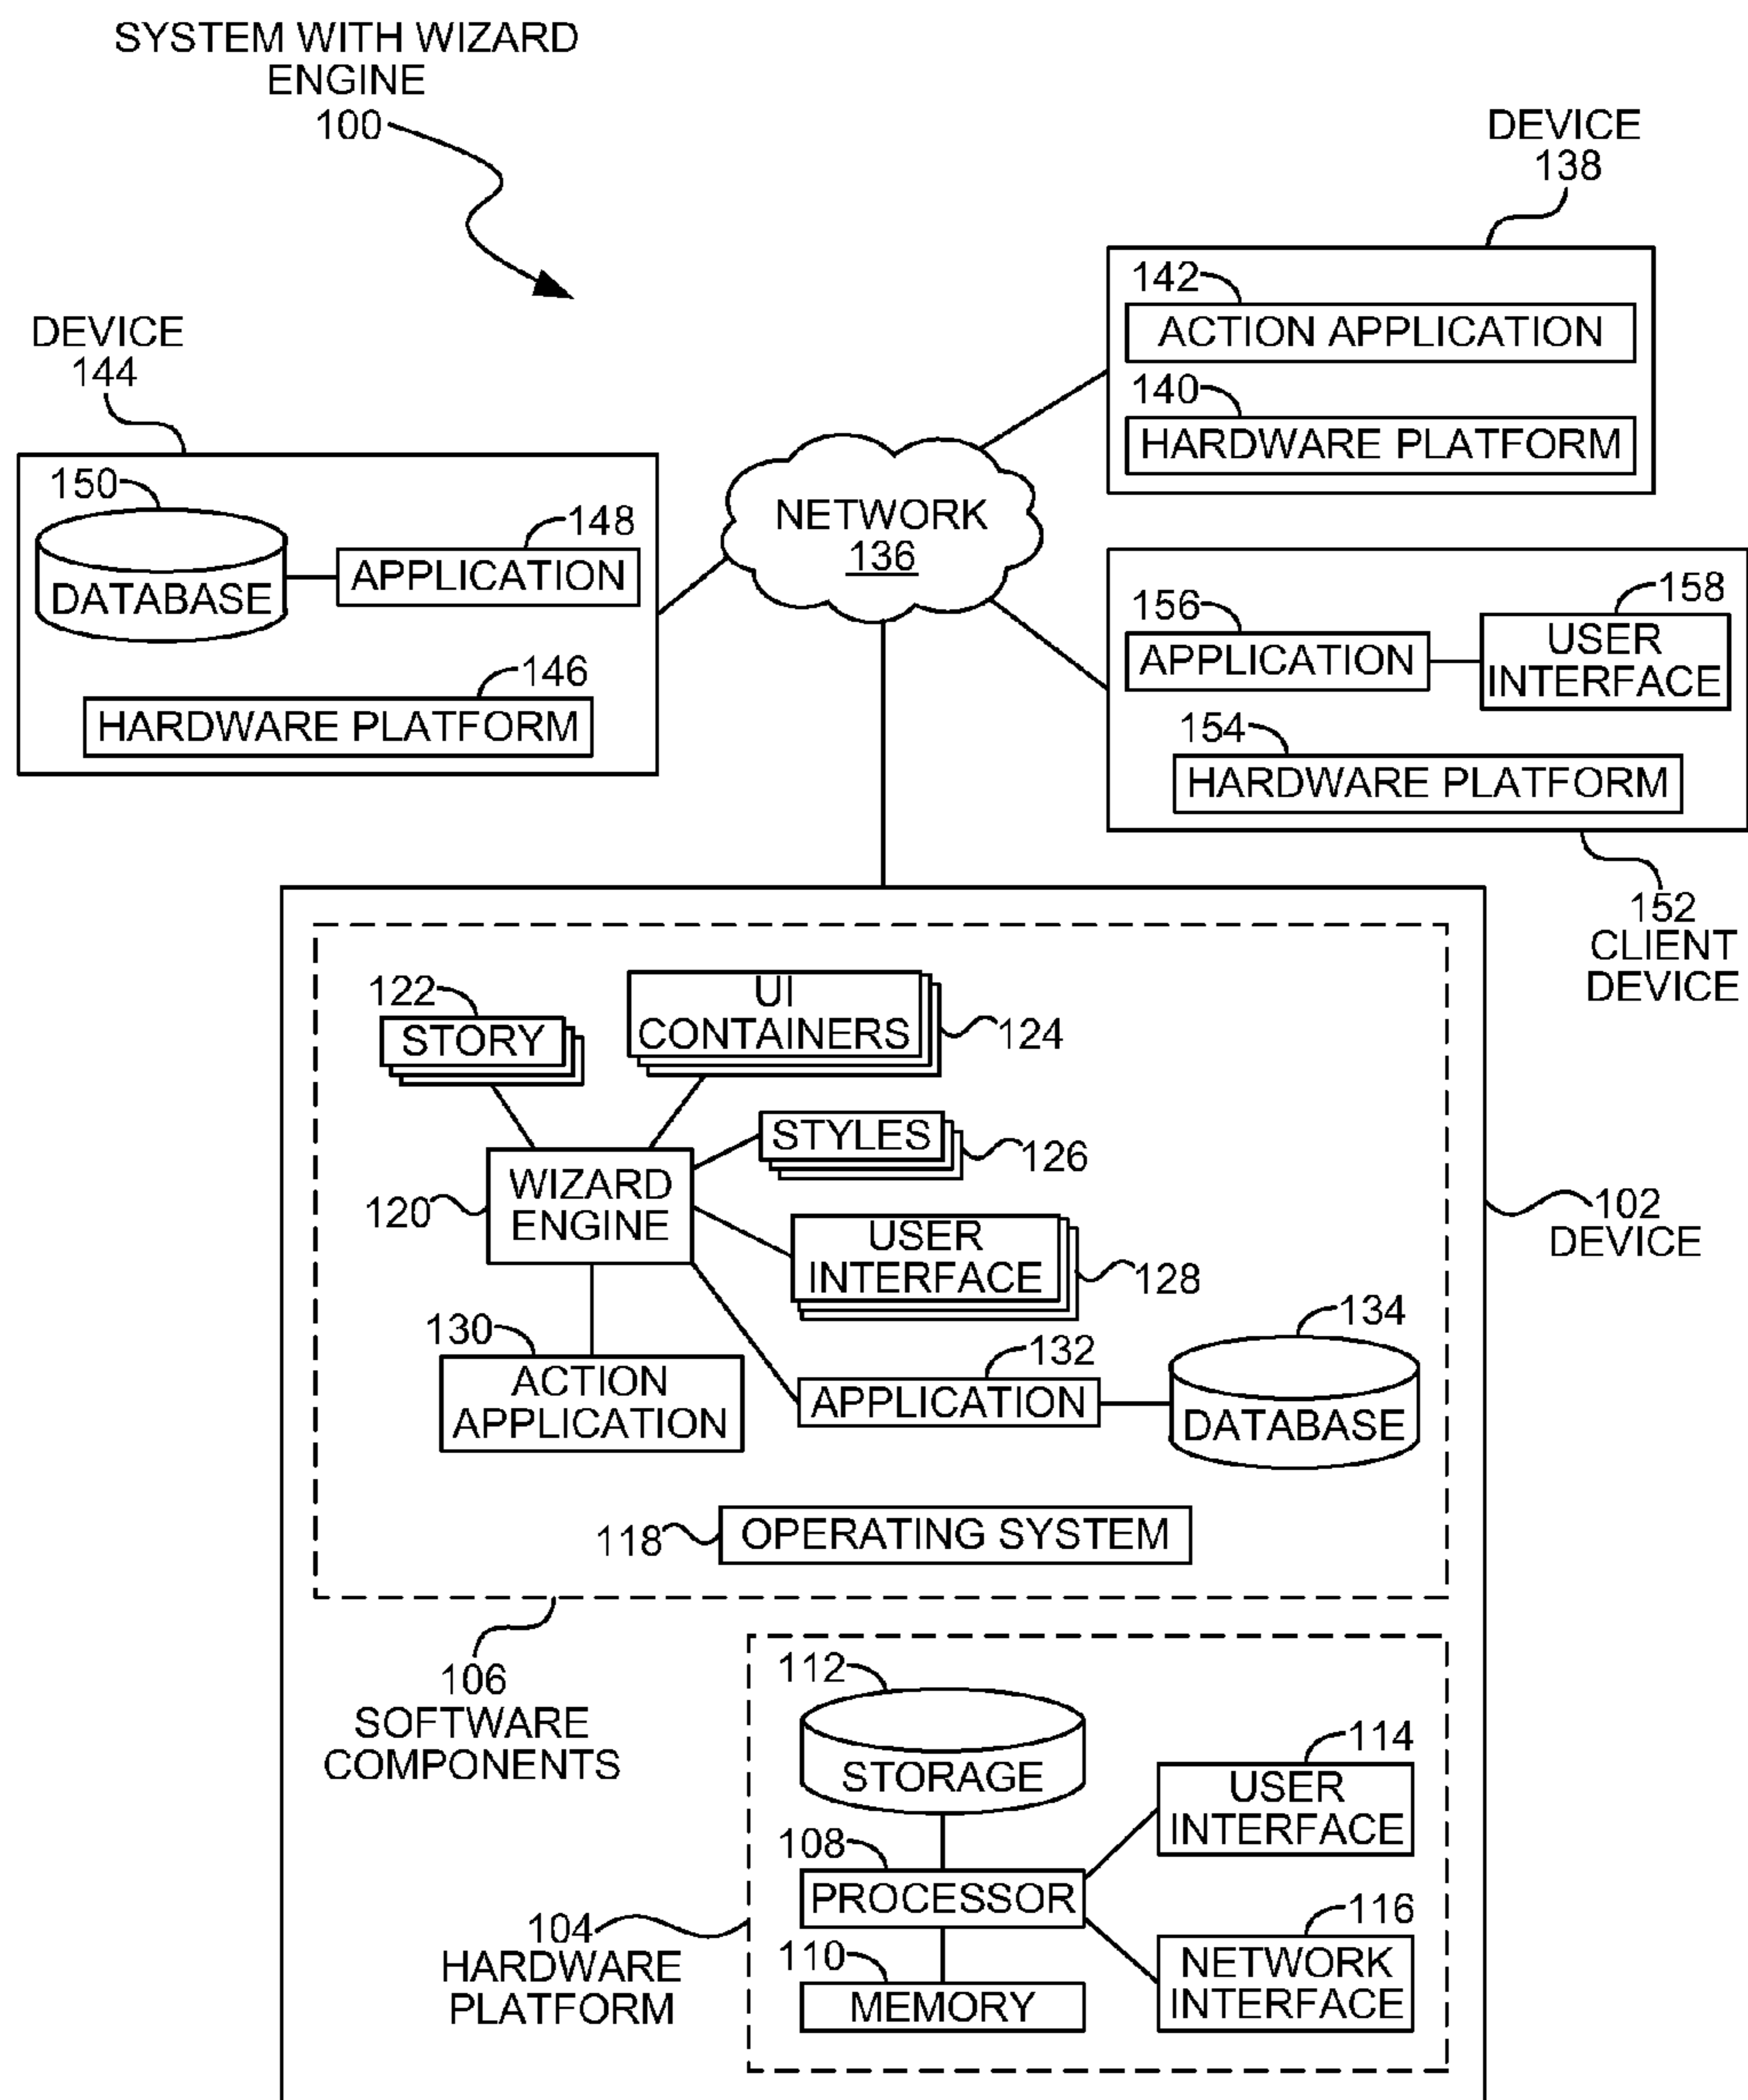 SYSTEM WITH WIZARD
ENGINE
100
DEVICE
138
142
ACTION APPLICATION
140
HARDWARE PLATFORM
DEVICE
144
150
DATABASE
148
APPLICATION
146
HARDWARE PLATFORM
NETWORK
136
156
APPLICATION
158
USER
INTERFACE
154
HARDWARE PLATFORM
152
CLIENT
DEVICE
122
STORY
UI
CONTAINERS
124
STYLES
126
120
WIZARD
ENGINE
USER
INTERFACE
128
102
DEVICE
130
ACTION
APPLICATION
132
APPLICATION
134
DATABASE
118
OPERATING SYSTEM
106
SOFTWARE
COMPONENTS
112
STORAGE
114
USER
INTERFACE
108
PROCESSOR
104
HARDWARE
PLATFORM
110
MEMORY
116
NETWORK
INTERFACE